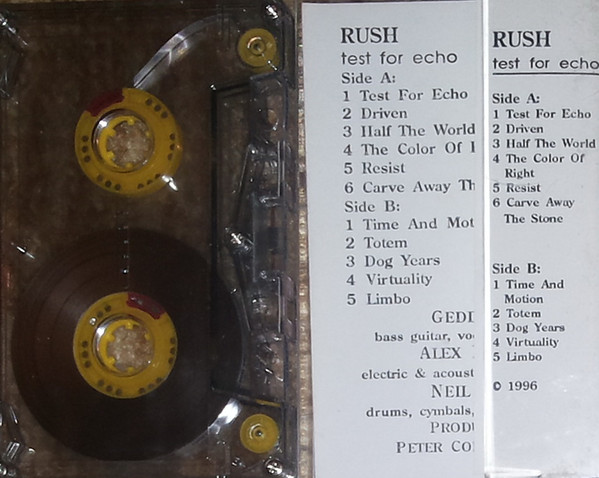 RUSH
test for echo
Side A:
1 Test For Echo
2 Driven
3 Half The World
4 The Color Of
5 Resist
6 Carve Away
Side B:
1 Time And
2 Totem
3 Dog Years
4 Virtuality
5 Limbo
bass guitar,
ALEX
electric &
NEIL
drums, cymbals,
PETER
RUSH
test for echo
Side A:
1 Test For Echo
2 Driven
3 Half The World
4 The Color Of
Right
5 Resist
6 Carve Away
The Stone
Side B:
1 Time And
Motion
2 Totem
3 Dog Years
4 Virtuality
5 Limbo
© 1996